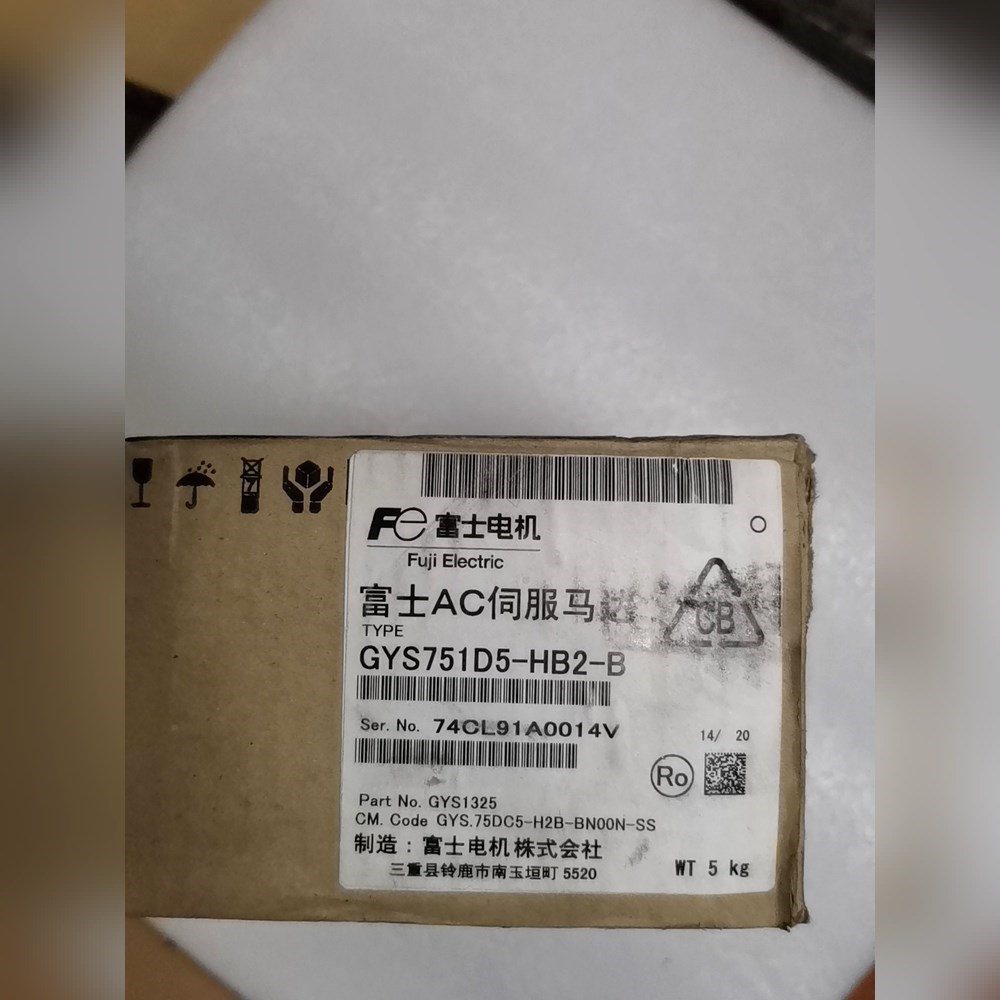 Fe 富士电机
Fuji Electric
富士AC伺服马达
CB
TYPE
GYS751D5-HB2-B
Ser. No. 74CL91A0014V
14/ 20
Ro
Part No. GYS1325
CM. Code GYS.75DC5-H2B-BN00N-SS
制造：富士电机株式会社
三重县铃鹿市南玉垣町 5520
WT 5 kg